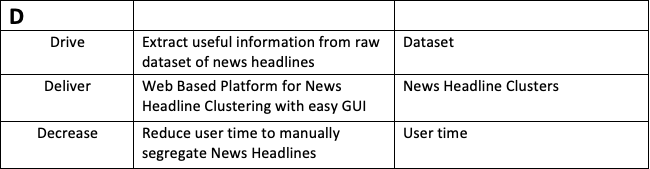 D
Drive Extract useful information from raw Dataset
dataset of news headlines
Deliver Web Based Platform for News News Headline Clusters
Headline Clustering with easy GUI
Decrease Reduce user time to manually User time
segregate News Headlines